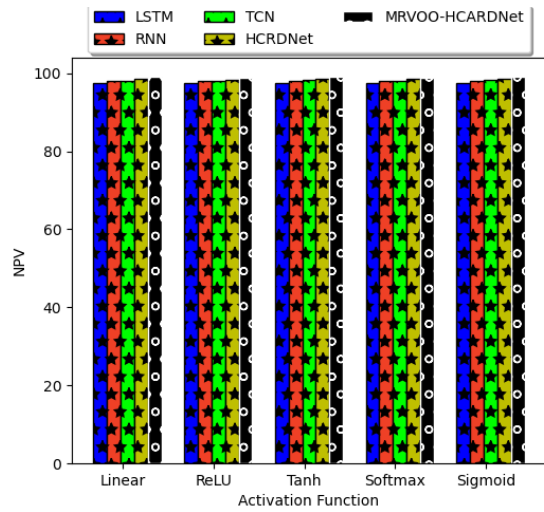 LSTM TCN MRVOO-HCARDNet
RNN HCRDNet
100
80
60
40
20
0
NPV
Linear ReLU Tanh Softmax Sigmoid
Activation Function